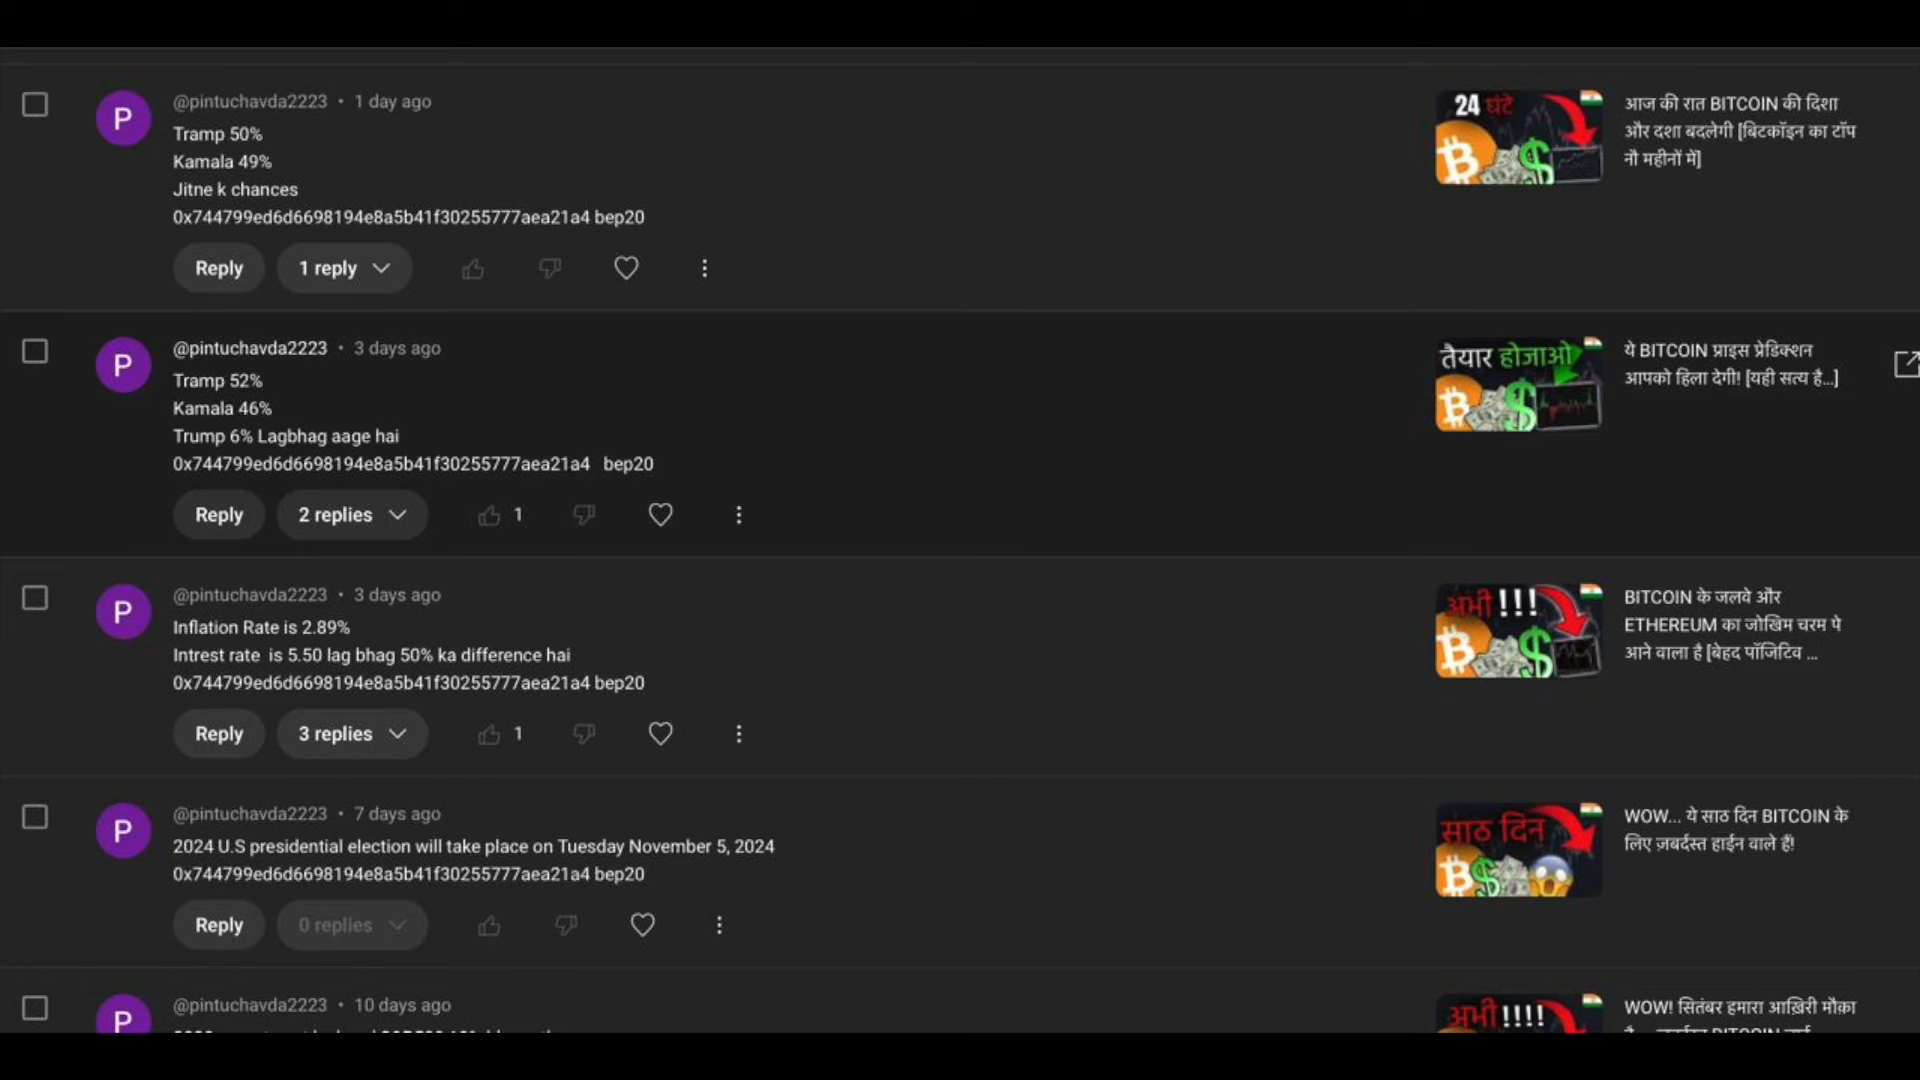 @pintuchavda2223 • 1 day ago
Tramp 50%
Kamala 49%
Jitne k chances
0x744799ed6d6698194e8a5b41f30255777aea21a4 bep20
Reply 1 reply
24 घंटे
आज की रात BITCOIN की दिशा
और दशा बदलेगी [बिटकॉइन का टॉप
नौ महीनों में]
@pintuchavda2223 • 3 days ago
Tramp 52%
Kamala 46%
Trump 6% Lagbhag aage hai
0x744799ed6d6698194e8a5b41f30255777aea21a4 bep20
Reply 2 replies 1
तैयार होजाओ
ये BITCOIN प्राइस प्रेडिक्शन
आपको हिला देगी! [यही सत्य है...]
@pintuchavda2223 • 3 days ago
Inflation Rate is 2.89%
Intrest rate is 5.50 lag bhag 50% ka difference hai
0x744799ed6d6698194e8a5b41f30255777aea21a4 bep20
Reply 3 replies 1
अभी !!!
BITCOIN के जलवे और
ETHEREUM का जोखिम चरम पे
आने वाला है [बेहद पॉजिटिव ...
@pintuchavda2223 • 7 days ago
2024 U.S presidential election will take place on Tuesday November 5, 2024
0x744799ed6d6698194e8a5b41f30255777aea21a4 bep20
Reply 0 replies
साठ दिन
WOW... ये साठ दिन BITCOIN के
लिए ज़बर्दस्त हाईन वाले हैं!
@pintuchavda2223 • 10 days ago
अभी !!!!
WOW! सितंबर हमारा आख़िरी मौक़ा